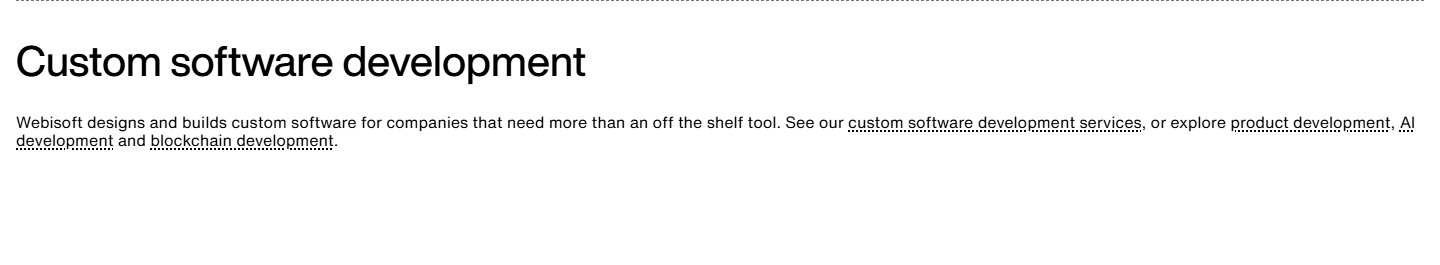 Custom software development
Webisoft designs and builds custom software for companies that need more than an off the shelf tool. See our custom software development services, or explore product development, AI
development and blockchain development.